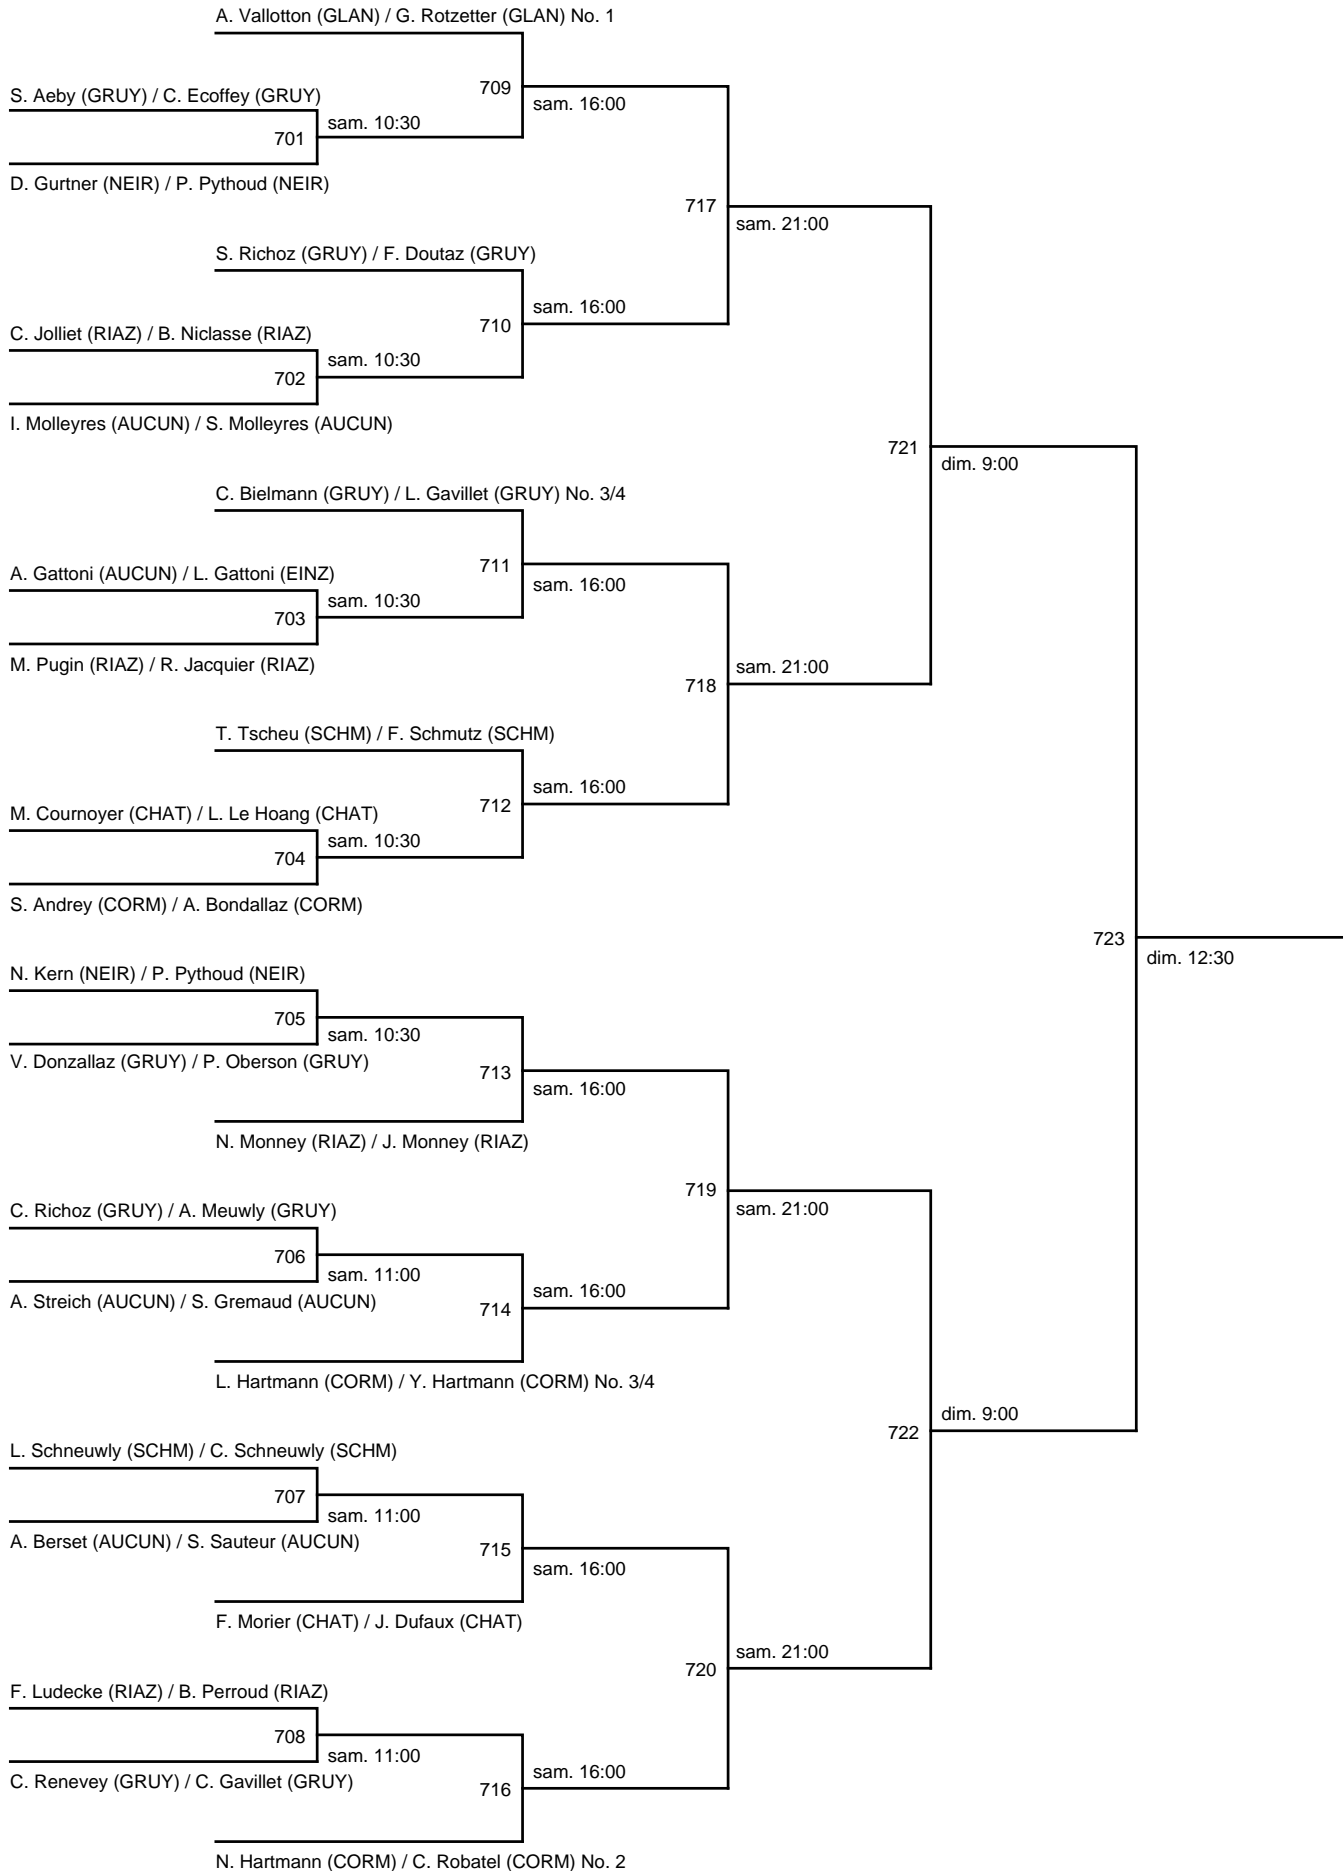 A. Vallotton (GLAN) / G. Rotzetter (GLAN) No. 1
709
sam. 16:00
S. Aeby (GRUY) / C. Ecoffey (GRUY)
sam. 10:30
701
D. Gurtner (NEIR) / P. Pythoud (NEIR)
717
sam. 21:00
S. Richoz (GRUY) / F. Doutaz (GRUY)
sam. 16:00
710
C. Jolliet (RIAZ) / B. Niclasse (RIAZ)
sam. 10:30
702
I. Molleyres (AUCUN) / S. Molleyres (AUCUN)
721
dim. 9:00
C. Bielmann (GRUY) / L. Gavillet (GRUY) No. 3/4
711
sam. 16:00
A. Gattoni (AUCUN) / L. Gattoni (EINZ)
sam. 10:30
703
M. Pugin (RIAZ) / R. Jacquier (RIAZ)
sam. 21:00
718
T. Tscheu (SCHM) / F. Schmutz (SCHM)
sam. 16:00
712
M. Cournoyer (CHAT) / L. Le Hoang (CHAT)
sam. 10:30
704
S. Andrey (CORM) / A. Bondallaz (CORM)
723
dim. 12:30
N. Kern (NEIR) / P. Pythoud (NEIR)
705
sam. 10:30
V. Donzallaz (GRUY) / P. Oberson (GRUY)
713
sam. 16:00
N. Monney (RIAZ) / J. Monney (RIAZ)
719
sam. 21:00
C. Richoz (GRUY) / A. Meuwly (GRUY)
706
sam. 11:00
A. Streich (AUCUN) / S. Gremaud (AUCUN)
sam. 16:00
714
L. Hartmann (CORM) / Y. Hartmann (CORM) No. 3/4
dim. 9:00
722
L. Schneuwly (SCHM) / C. Schneuwly (SCHM)
707
sam. 11:00
A. Berset (AUCUN) / S. Sauteur (AUCUN)
715
sam. 16:00
F. Morier (CHAT) / J. Dufaux (CHAT)
sam. 21:00
720
F. Ludecke (RIAZ) / B. Perroud (RIAZ)
708
sam. 11:00
C. Renevey (GRUY) / C. Gavillet (GRUY)
sam. 16:00
716
N. Hartmann (CORM) / C. Robatel (CORM) No. 2